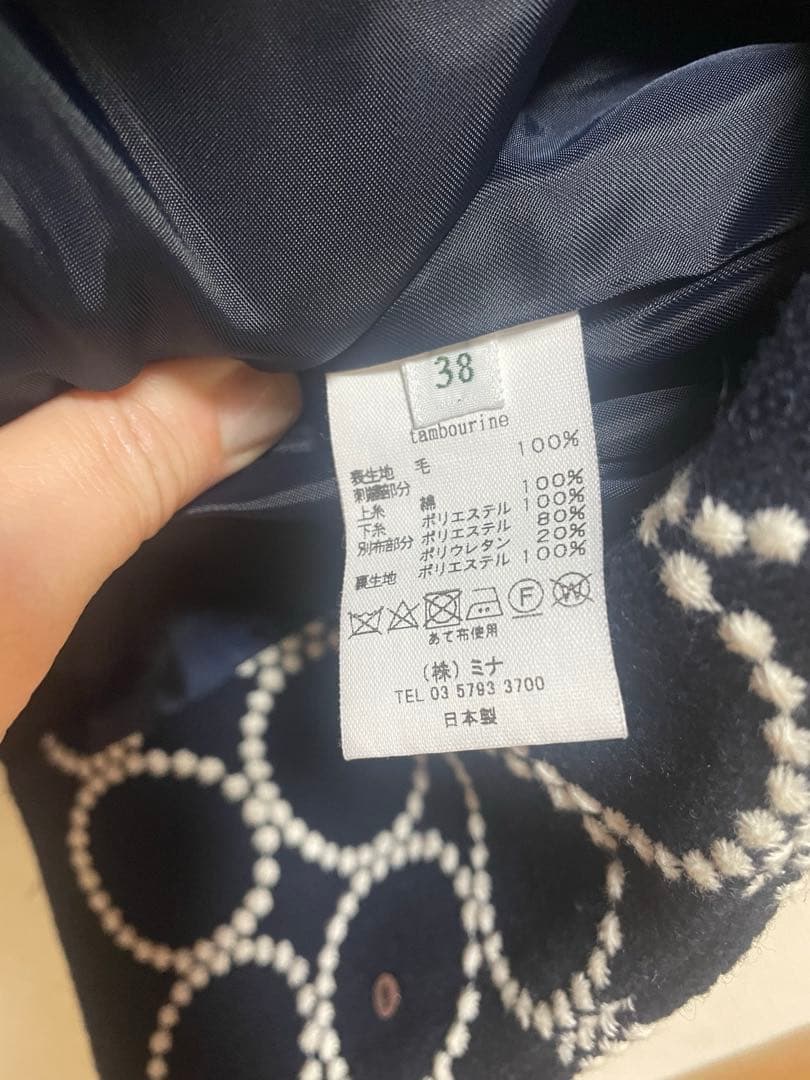 38
tambourine
表生地 毛 100%
刺繍部分
上糸 綿 100%
下糸 ポリエステル 100%
別布部分 ポリエステル 80%
ポリウレタン 20%
裏生地 ポリエステル 100%
F W
あて布使用
(株) ミナ
TEL 03 5793 3700
日本製